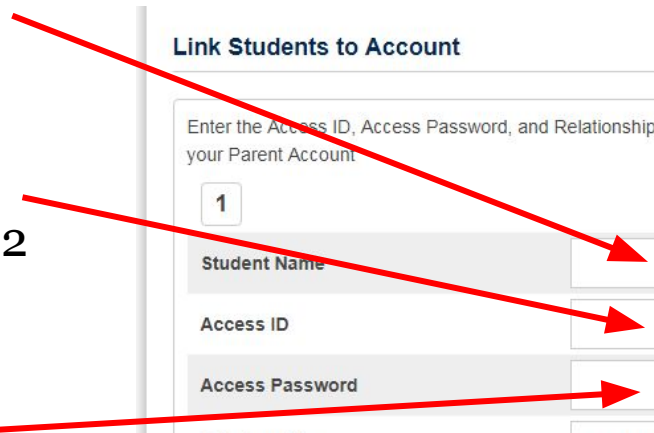 Link Students to Account
Enter the Access ID, Access Password, and Relationship
your Parent Account
1
2
Student Name
Access ID
Access Password